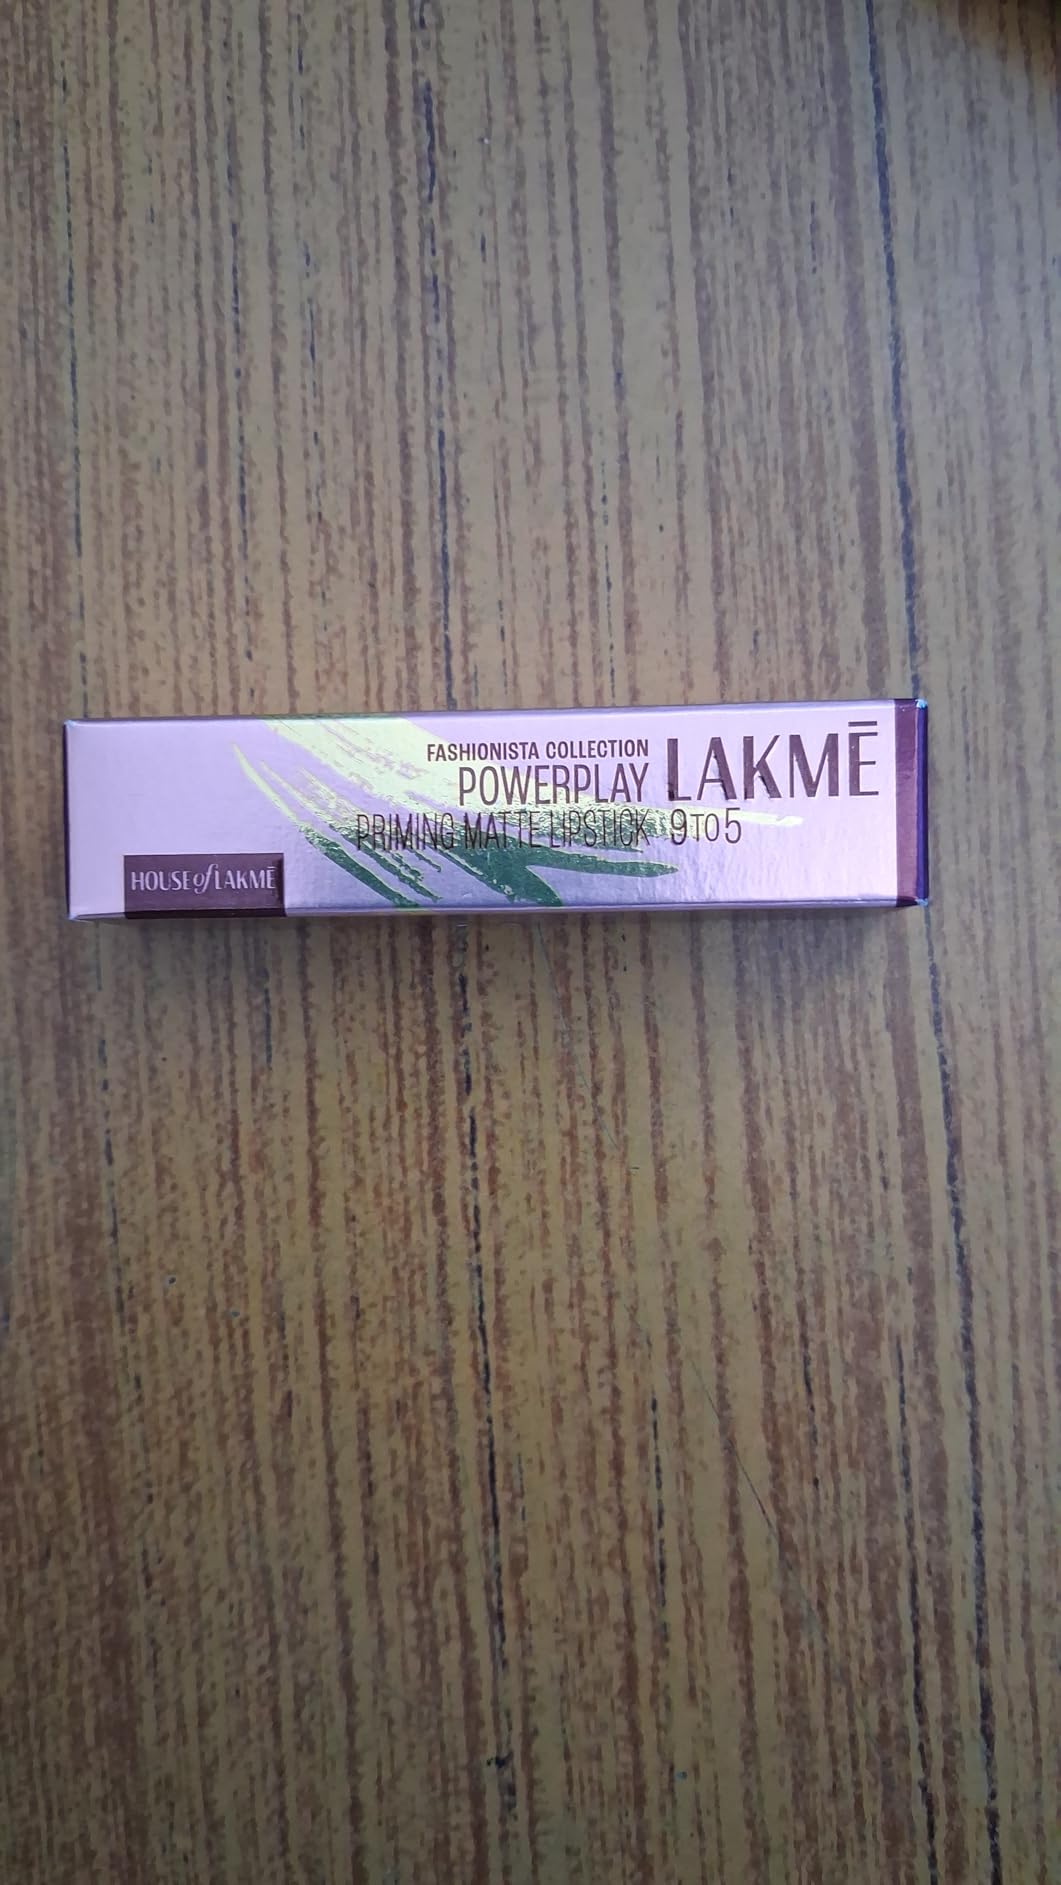 FASHIONISTA COLLECTION
POWERPLAY
PRIMING MATTE LIPSTICK
LAKMĒ
9TO5
HOUSE of LAKMĒ